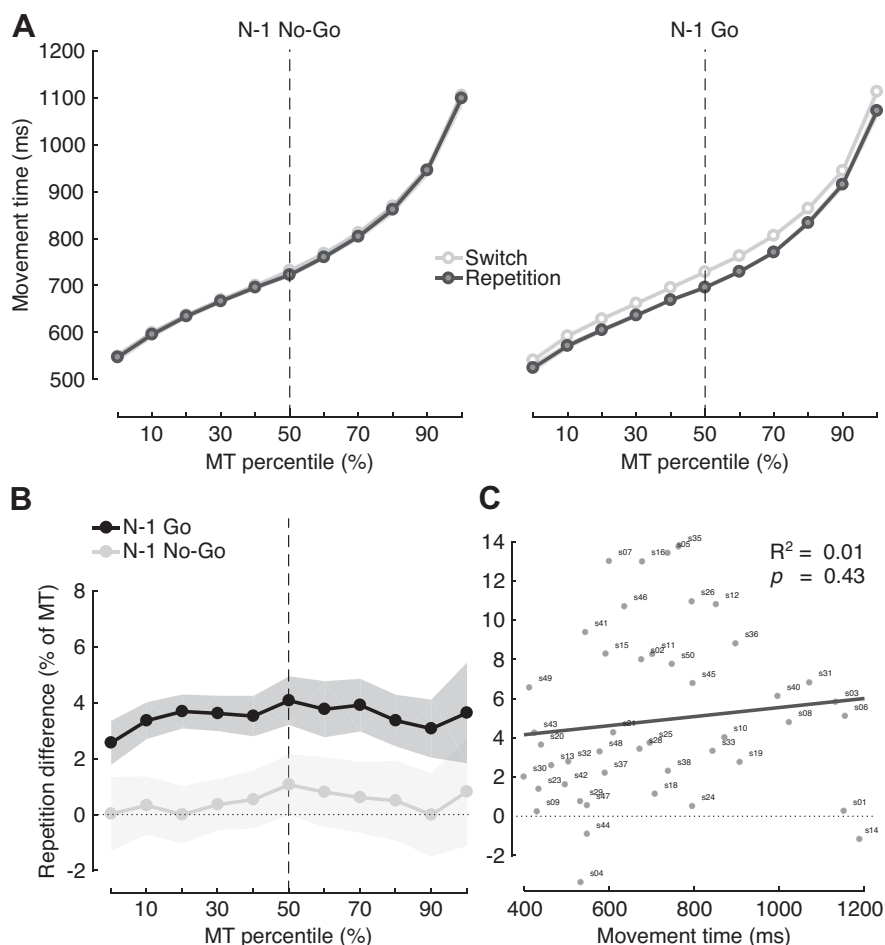 A
N-1 No-Go
N-1 Go
Movement time (ms)
1200
1100
1000
900
800
700
600
500
Switch
Repetition
10 30 50 70 90
10 30 50 70 90
MT percentile (%)
MT percentile (%)
B
N-1 Go
N-1 No-Go
Repetition difference (% of MT)
8
6
4
2
0
-2
10 30 50 70 90
MT percentile (%)
C
R² = 0.01
p = 0.43
14
12
10
8
6
4
2
0
-2
s07 s16 s05 s35
s46 s26 s12
s41 s15 s02 s11 s50 s36
s49 s45 s40 s31 s03
s43 s21 s08 s06
s20 s48 s28 s25 s33 s10
s30 s13 s32 s37 s38 s19
s23 s42 s18
s09 s29 s47 s24 s01
s44 s14
s04
400 600 800 1000 1200
Movement time (ms)